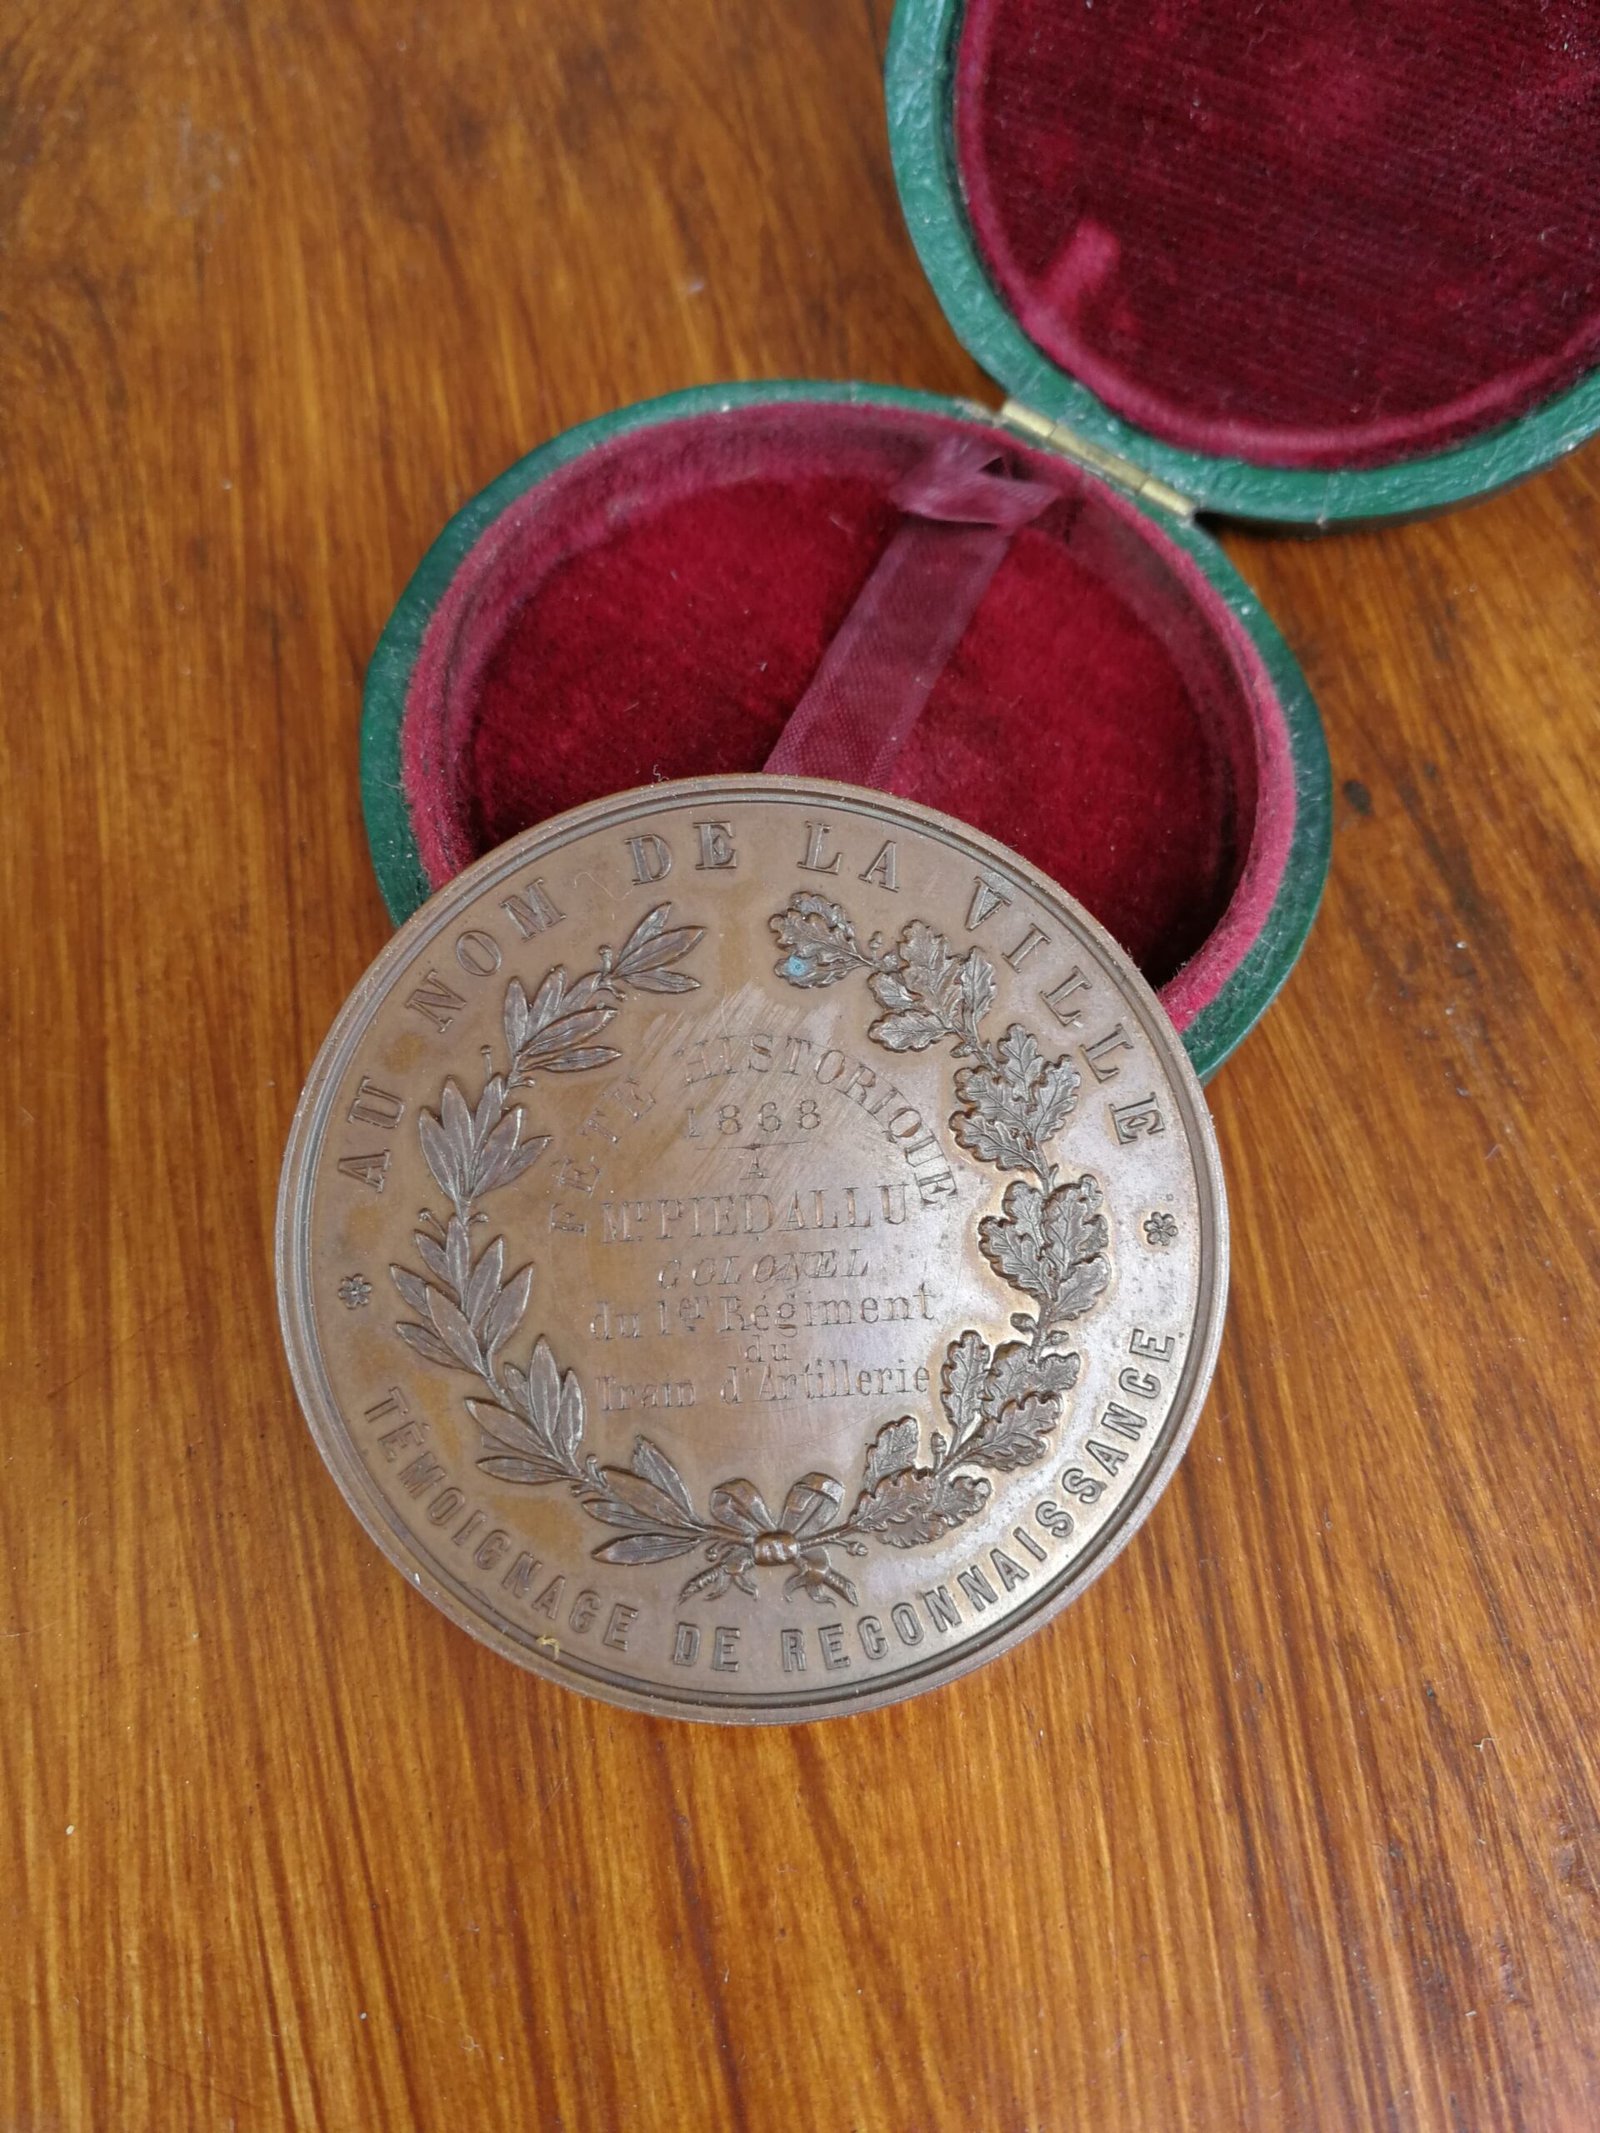 AU NOM DE LA VILLE
FÊTE HISTORIQUE
1868
A
Mr. PIEDALLU
COLONEL
du 1er Régiment
du
Train d'Artillerie
TÉMOIGNAGE DE RECONNAISSANCE